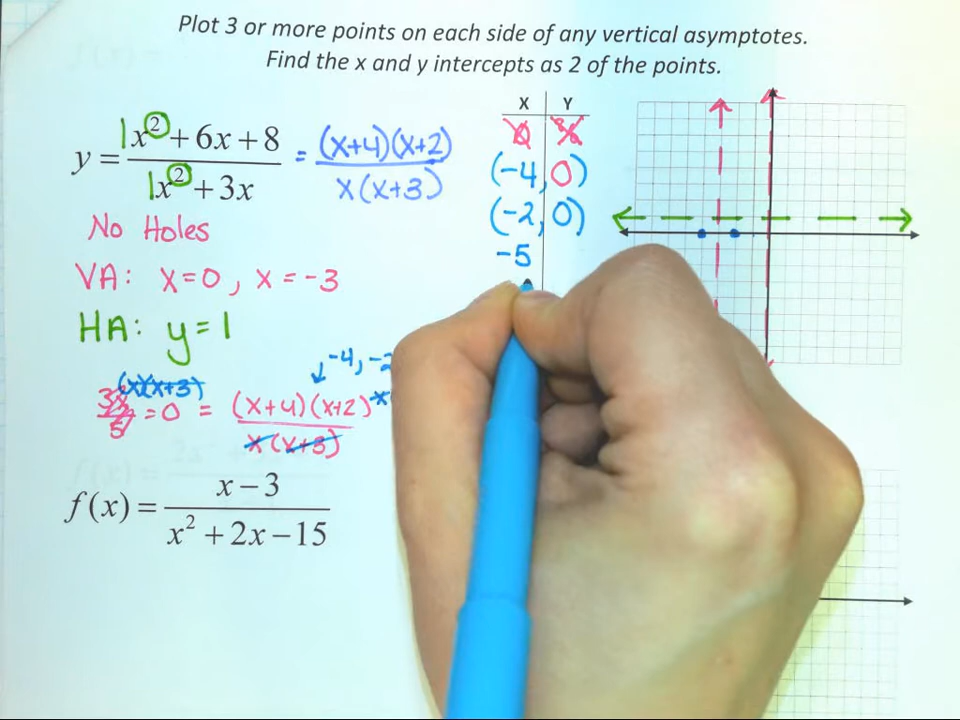 Plot 3 or more points on each side of any vertical asymptotes.
Find the x and y intercepts as 2 of the points.
y = 1x² + 6x + 8 / 1x² + 3x = (x+4)(x+2) / x(x+3)
No Holes
VA: x=0, x=-3
HA: y=1
-4, -2
(x)(x+3) =0 = (x+4)(x+2) / x(x+3)
f(x) = x − 3 / x² + 2x − 15
X Y
(-4, 0)
(-2, 0)
-5